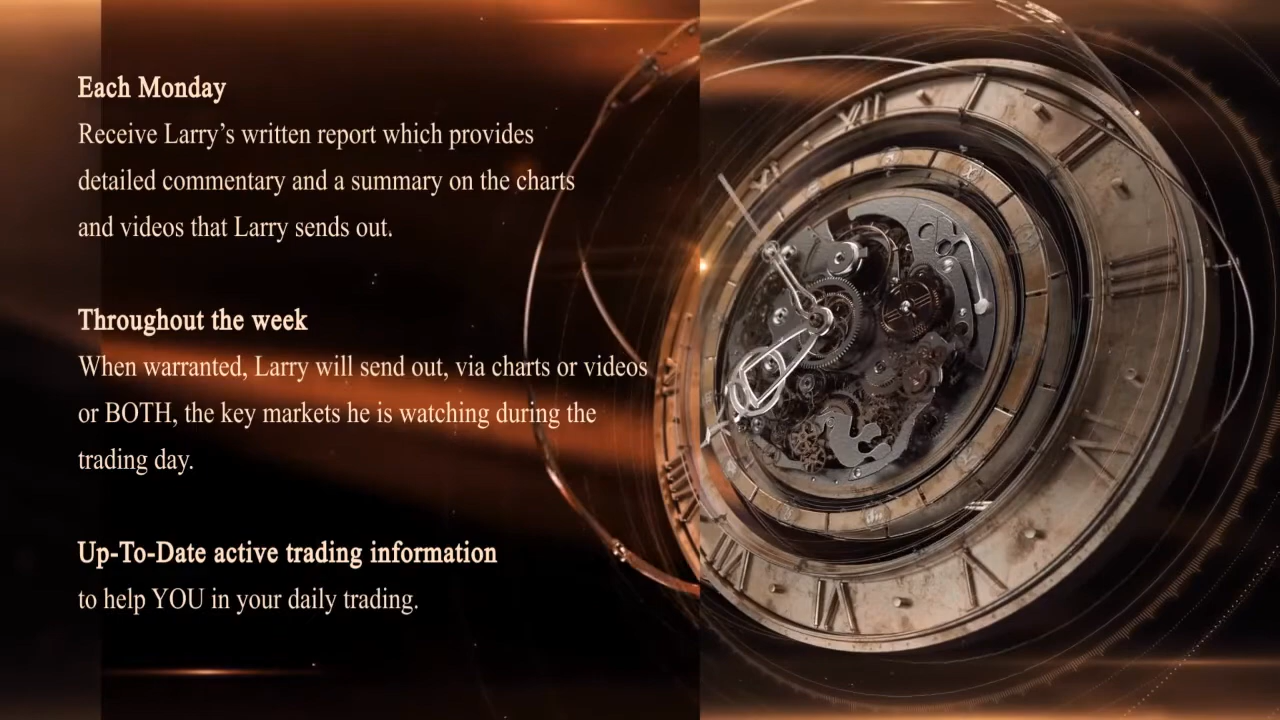 Each Monday
Receive Larry’s written report which provides
detailed commentary and a summary on the charts
and videos that Larry sends out.
Throughout the week
When warranted, Larry will send out, via charts or videos
or BOTH, the key markets he is watching during the
trading day.
Up-To-Date active trading information
to help YOU in your daily trading.